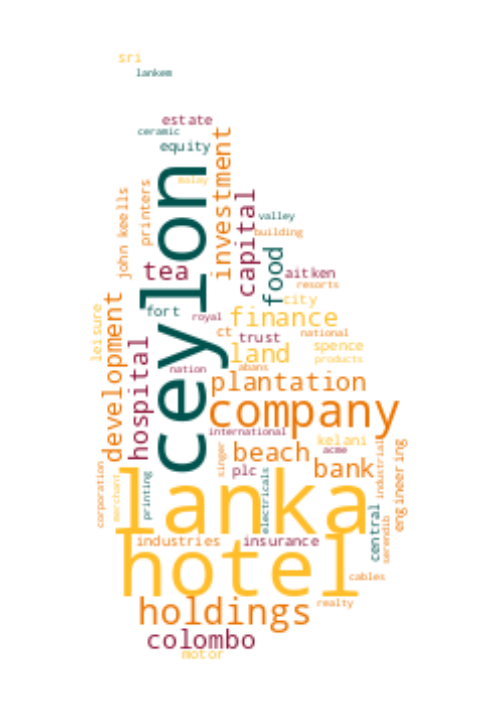 sri
lankem
estate
ceramic
equity
investment
ceylon
malay
printers
john keells
capital
valley
building
tea
food
aitken
resorts
city
fort
royal
finance
leisure
development
hospital
ct
trust
national
land
spence
products
abans
nation
plantation
company
international
kelani
singer
beach
acme
plc
bank
industrial
engineering
corporation
merchant
printing
electricals
lanka
central
serendib
industries
insurance
hotel
cables
holdings
realty
colombo
motor